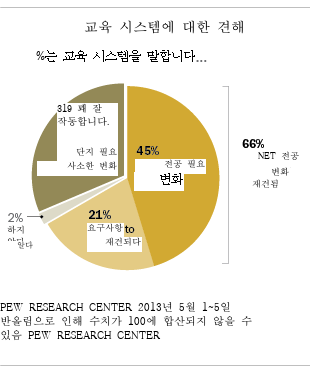 교육 시스템에 대한 견해
%는 교육 시스템을 말합니다...
319 꽤 잘
작동합니다.
단지 필요
사소한 변화
45%
전공 필요
변화
66%
NET 전공
변화
재건됨
2%
하지
않다
21%
요구사항 to
재건되다
PEW RESEARCH CENTER 2013년 5월 1~5일
반올림으로 인해 수치가 100에 합산되지 않을 수
있음 PEW RESEARCH CENTER